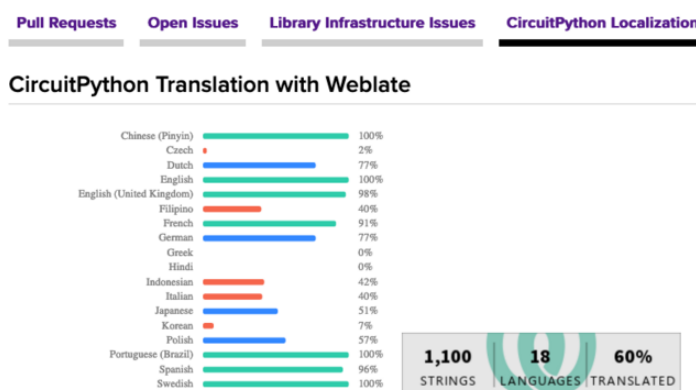 Pull Requests Open Issues Library Infrastructure Issues CircuitPython Localization
CircuitPython Translation with Weblate
Chinese (Pinyin) 100%
Czech 2%
Dutch 77%
English 100%
English (United Kingdom) 98%
Filipino 40%
French 91%
German 77%
Greek 0%
Hindi 0%
Indonesian 42%
Italian 40%
Japanese 51%
Korean 7%
Polish 57%
Portuguese (Brazil) 100%
Spanish 96%
Swedish 100%
1,100 18 60%
STRINGS LANGUAGES TRANSLATED